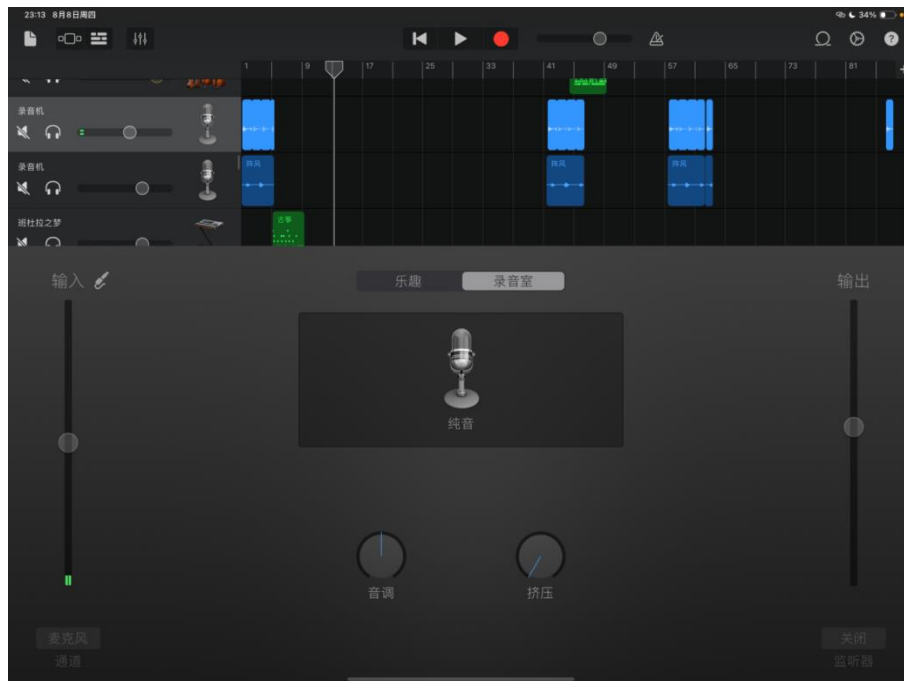 23:13 8月8日周四
34%
1 9 17 25 33 41 49 57 65 73 81
录音机
录音机
阵风 阵风 阵风
班杜拉之梦
古筝
输入
乐趣 录音室
输出
纯音
音调 挤压
麦克风
通道
关闭
监听器